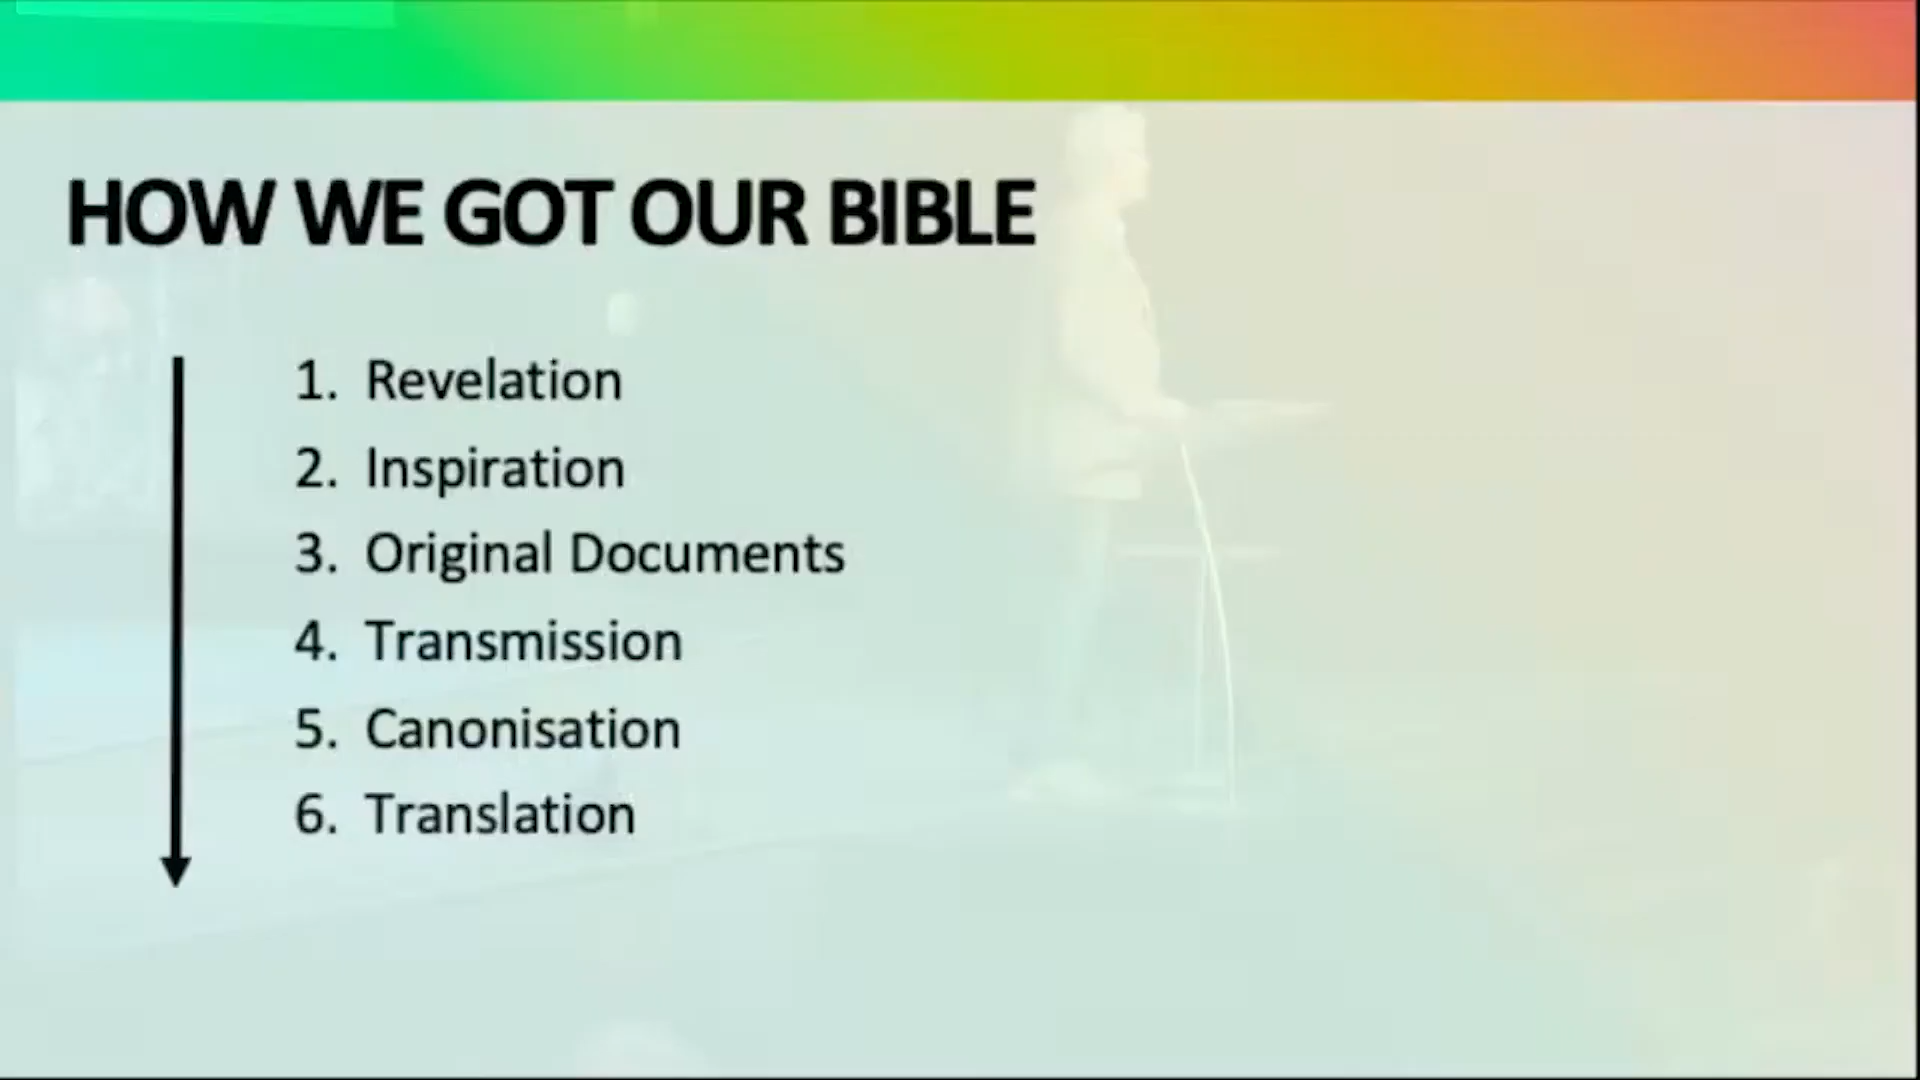 HOW WE GOT OUR BIBLE
1. Revelation
2. Inspiration
3. Original Documents
4. Transmission
5. Canonisation
6. Translation